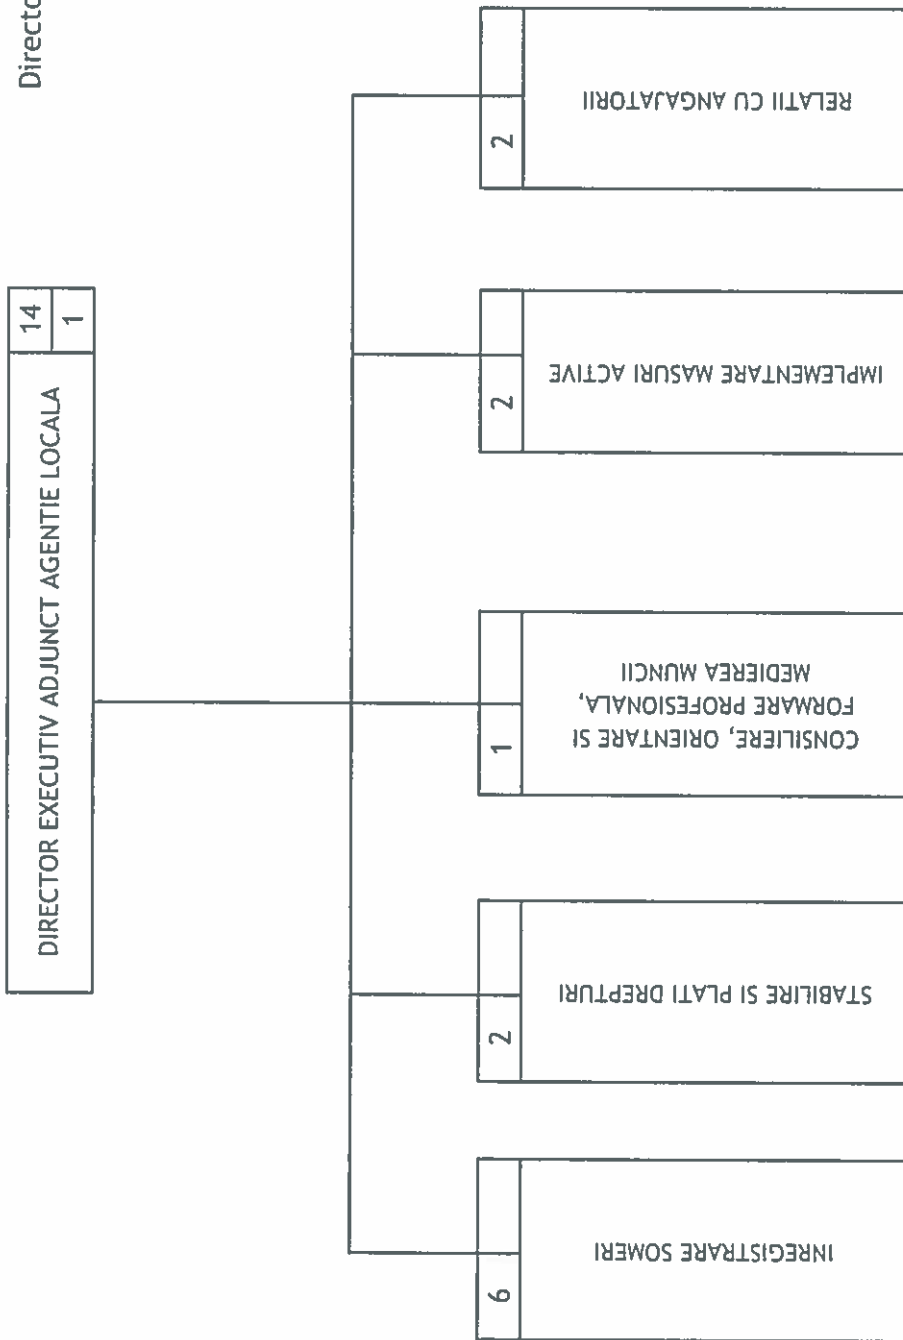 DIRECTOR EXECUTIV ADJUNCT AGENTIE LOCALA
14
1
6
INREGISTRARE SOMERI
2
STABILIRE SI PLATI DREPTURI
1
CONSILIERE, ORIENTARE SI
FORMARE PROFESIONALA,
MEDIEREA MUNCII
2
IMPLEMENTARE MASURI ACTIVE
2
RELATII CU ANGAJATORII